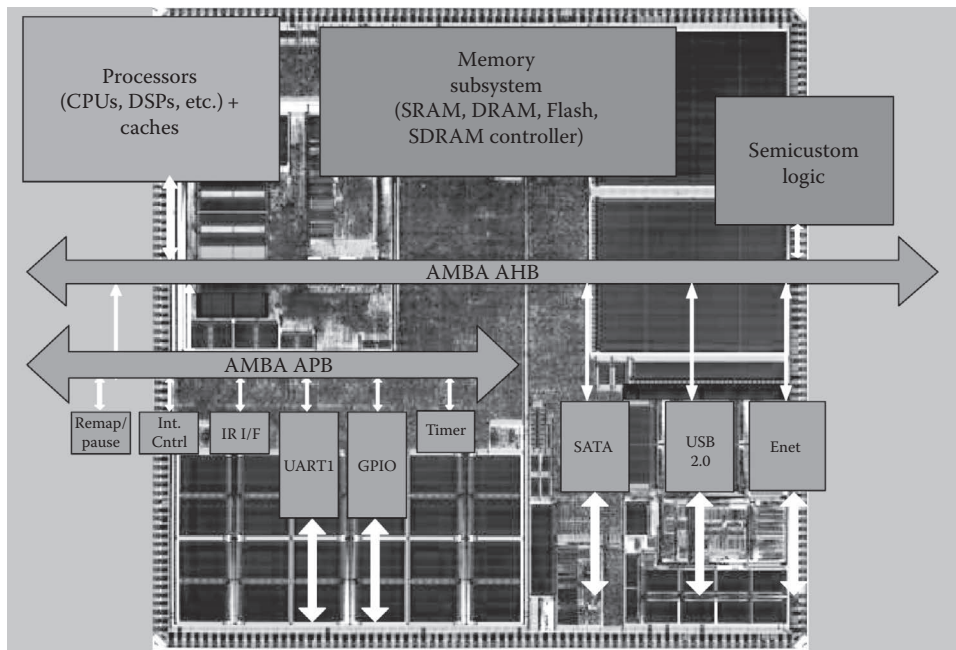 Processors
(CPUs, DSPs, etc.) +
caches
Memory
subsystem
(SRAM, DRAM, Flash,
SDRAM controller)
Semicustom
logic
AMBA AHB
AMBA APB
Remap/
pause
Int.
Cntrl
IR I/F
UART1
GPIO
Timer
SATA
USB
2.0
Enet